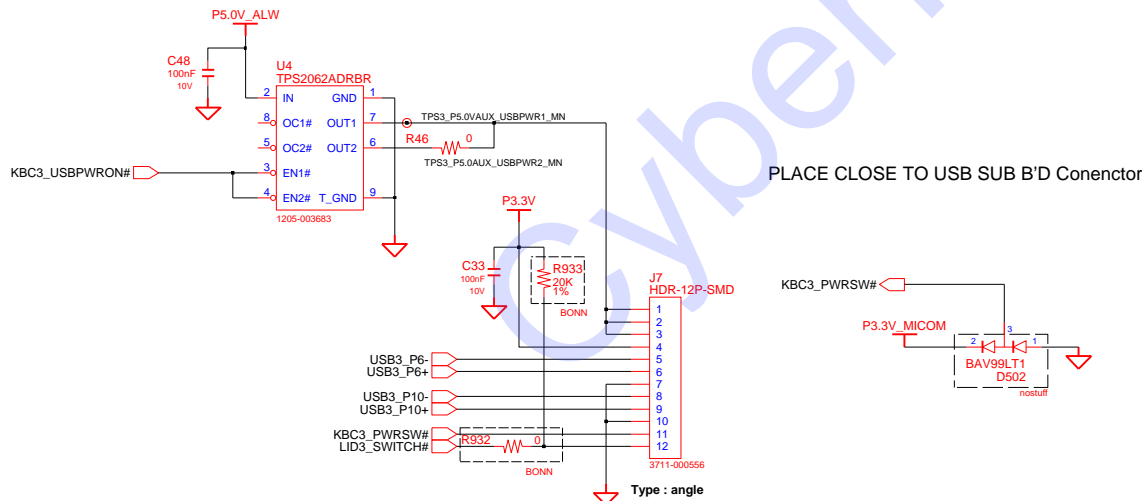 P5.0V_ALW
C48
100nF
10V
U4
TPS2062ADRBR
2 IN GND 1
8 OC1# OUT1 7
5 OC2# OUT2 6
3 EN1#
4 EN2# T_GND 9
1205-003683
KBC3_USBPWRON#
TPS3_P5.0VAUX_USBPWR1_MN
R46 0
TPS3_P5.0AUX_USBPWR2_MN
PLACE CLOSE TO USB SUB B'D Conenctor
P3.3V
C33
100nF
10V
R933
20K
1%
BONN
J7
HDR-12P-SMD
1
2
3
4
USB3_P6- 5
USB3_P6+ 6
7
USB3_P10- 8
USB3_P10+ 9
10
KBC3_PWRSW# 11
LID3_SWITCH# R932 0 12
BONN
3711-000556
Type : angle
KBC3_PWRSW#
P3.3V_MICOM
3
2 1
BAV99LT1
D502
nostuff
Cyber